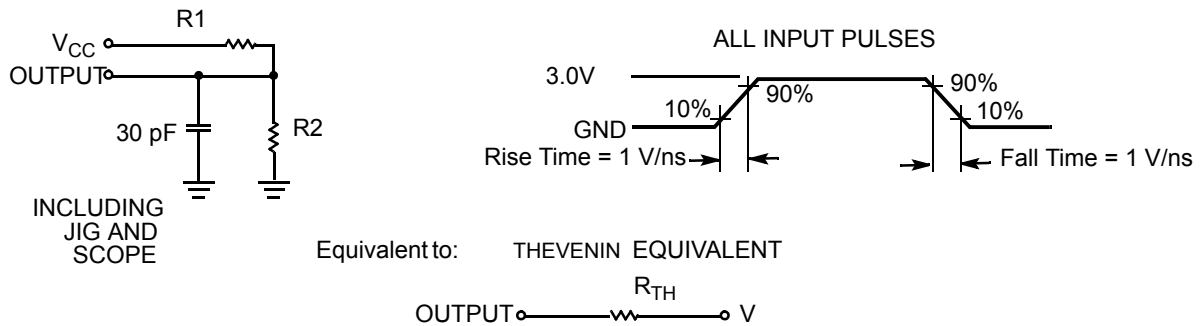 R1
VCC
OUTPUT
30 pF
R2
INCLUDING
JIG AND
SCOPE
ALL INPUT PULSES
3.0V
10%
90%
90%
10%
GND
Rise Time = 1 V/ns
Fall Time = 1 V/ns
Equivalent to: THEVENIN EQUIVALENT
RTH
OUTPUT
V